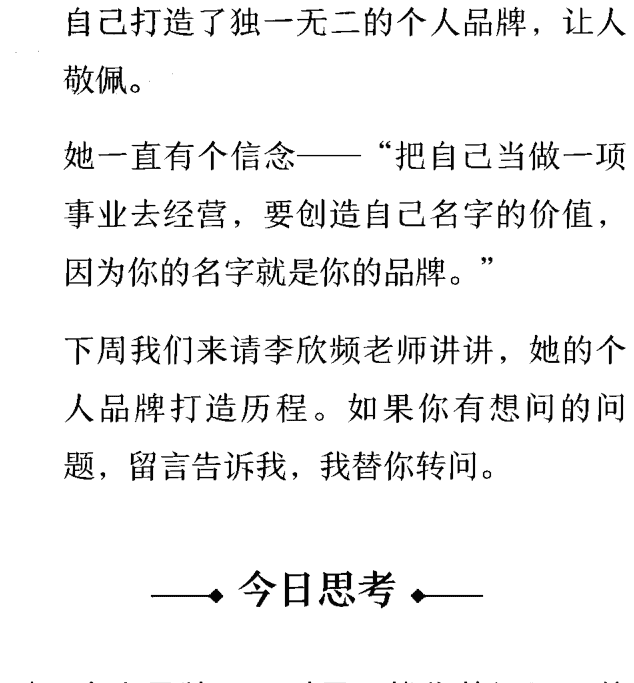 自己打造了独一无二的个人品牌，让人
敬佩。
她一直有个信念——“把自己当做一项
事业去经营，要创造自己名字的价值，
因为你的名字就是你的品牌。”
下周我们来请李欣频老师讲讲，她的个
人品牌打造历程。如果你有想问的问
题，留言告诉我，我替你转问。
今日思考